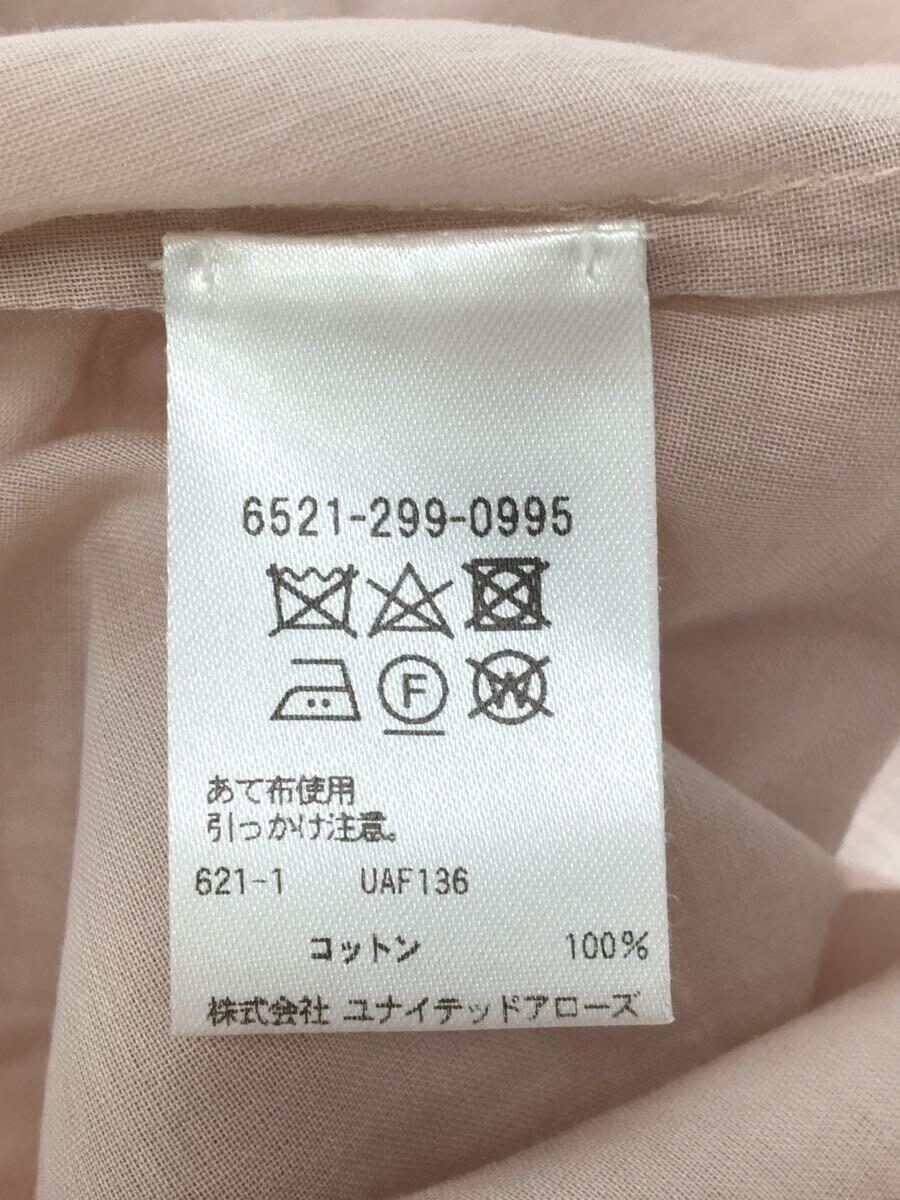 6521-299-0995
F
W
あて布使用
引っかけ注意。
621-1 UAF136
コットン 100%
株式会社 ユナイテッドアローズ